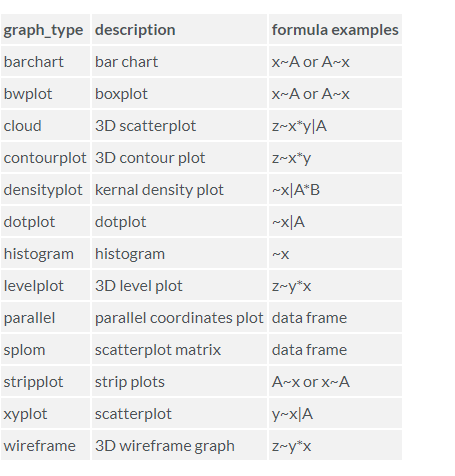 graph_type description formula examples
barchart bar chart x~A or A~x
bwplot boxplot x~A or A~x
cloud 3D scatterplot z~x*y|A
contourplot 3D contour plot z~x*y
densityplot kernal density plot ~x|A*B
dotplot dotplot ~x|A
histogram histogram ~x
levelplot 3D level plot z~y*x
parallel parallel coordinates plot data frame
splom scatterplot matrix data frame
stripplot strip plots A~x or x~A
xyplot scatterplot y~x|A
wireframe 3D wireframe graph z~y*x